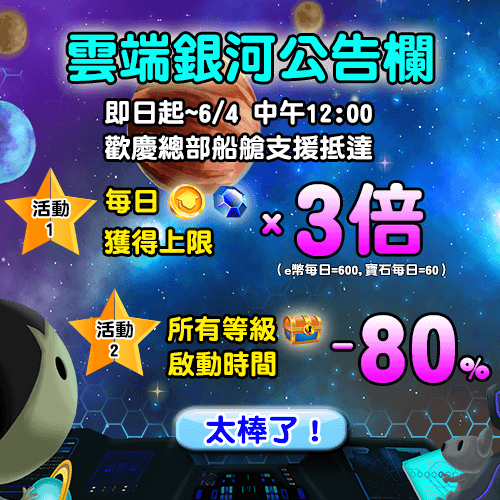 雲端銀河公告欄
即日起~6/4 中午12:00
歡慶總部船艙支援抵達
活動
1
每日
獲得上限
×3倍
(e幣每日=600, 寶石每日=60)
活動
2
所有等級
啟動時間
-80%
太棒了！